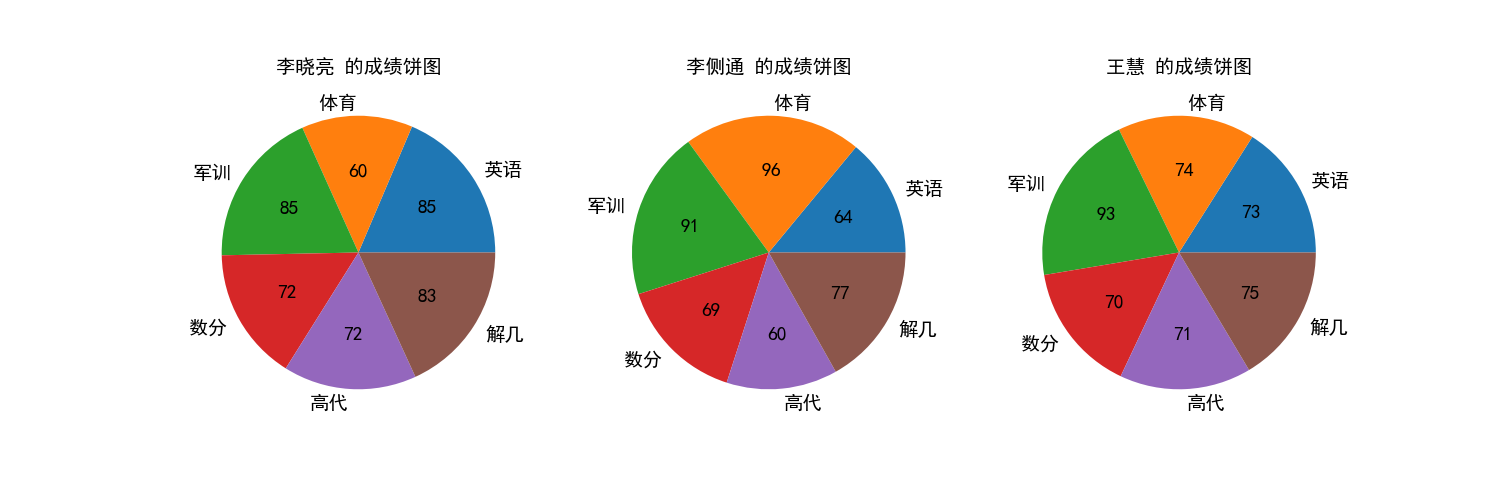 李晓亮 的成绩饼图
体育
英语
军训
60
85
85
72
83
72
数分
解几
高代
李侧通 的成绩饼图
体育
英语
军训
96
64
91
77
69
60
数分
解几
高代
王慧 的成绩饼图
体育
英语
军训
74
73
93
75
70
71
数分
解几
高代